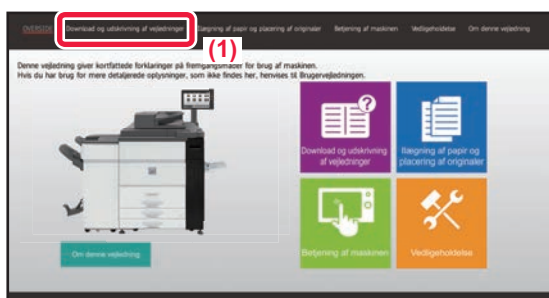 OVERSIDE Download og udskrivning af vejledninger Ilægning af papir og placering af originaler Betjening af maskinen Vedligeholdelse Om denne vejledning
(1)
Denne vejledning giver kortfattede forklaringer på fremgangsmåder for brug af maskinen.
Hvis du har brug for mere detaljerede oplysninger, som ikke findes her, henvises til Brugervejledningen.
Download og udskrivning
af vejledninger
Ilægning af papir og
placering af originaler
Betjening af maskinen
Vedligeholdelse
Om denne vejledning